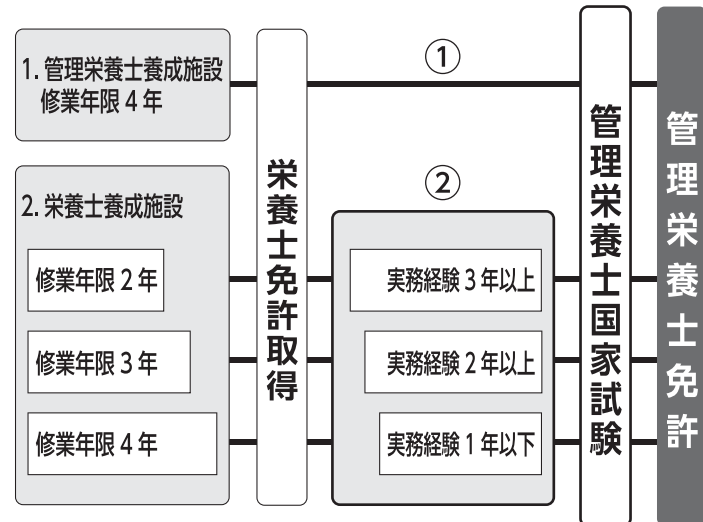 1. 管理栄養士養成施設
修業年限 4 年
2. 栄養士養成施設
修業年限 2 年
修業年限 3 年
修業年限 4 年
栄養士免許取得
①
②
実務経験 3 年以上
実務経験 2 年以上
実務経験 1 年以下
管理栄養士国家試験
管理栄養士免許